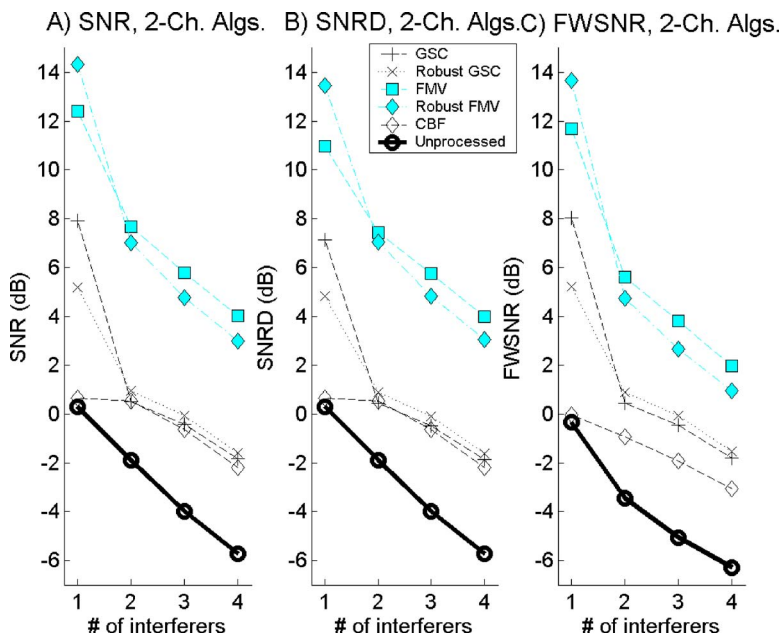 A) SNR, 2-Ch. Algs.
B) SNRD, 2-Ch. Algs.
C) FWSNR, 2-Ch. Algs.
GSC
Robust GSC
FMV
Robust FMV
CBF
Unprocessed
SNR (dB)
14
12
10
8
6
4
2
0
-2
-4
-6
1 2 3 4
# of interferers
SNRD (dB)
14
12
10
8
6
4
2
0
-2
-4
-6
1 2 3 4
# of interferers
FWSNR (dB)
14
12
10
8
6
4
2
0
-2
-4
-6
1 2 3 4
# of interferers